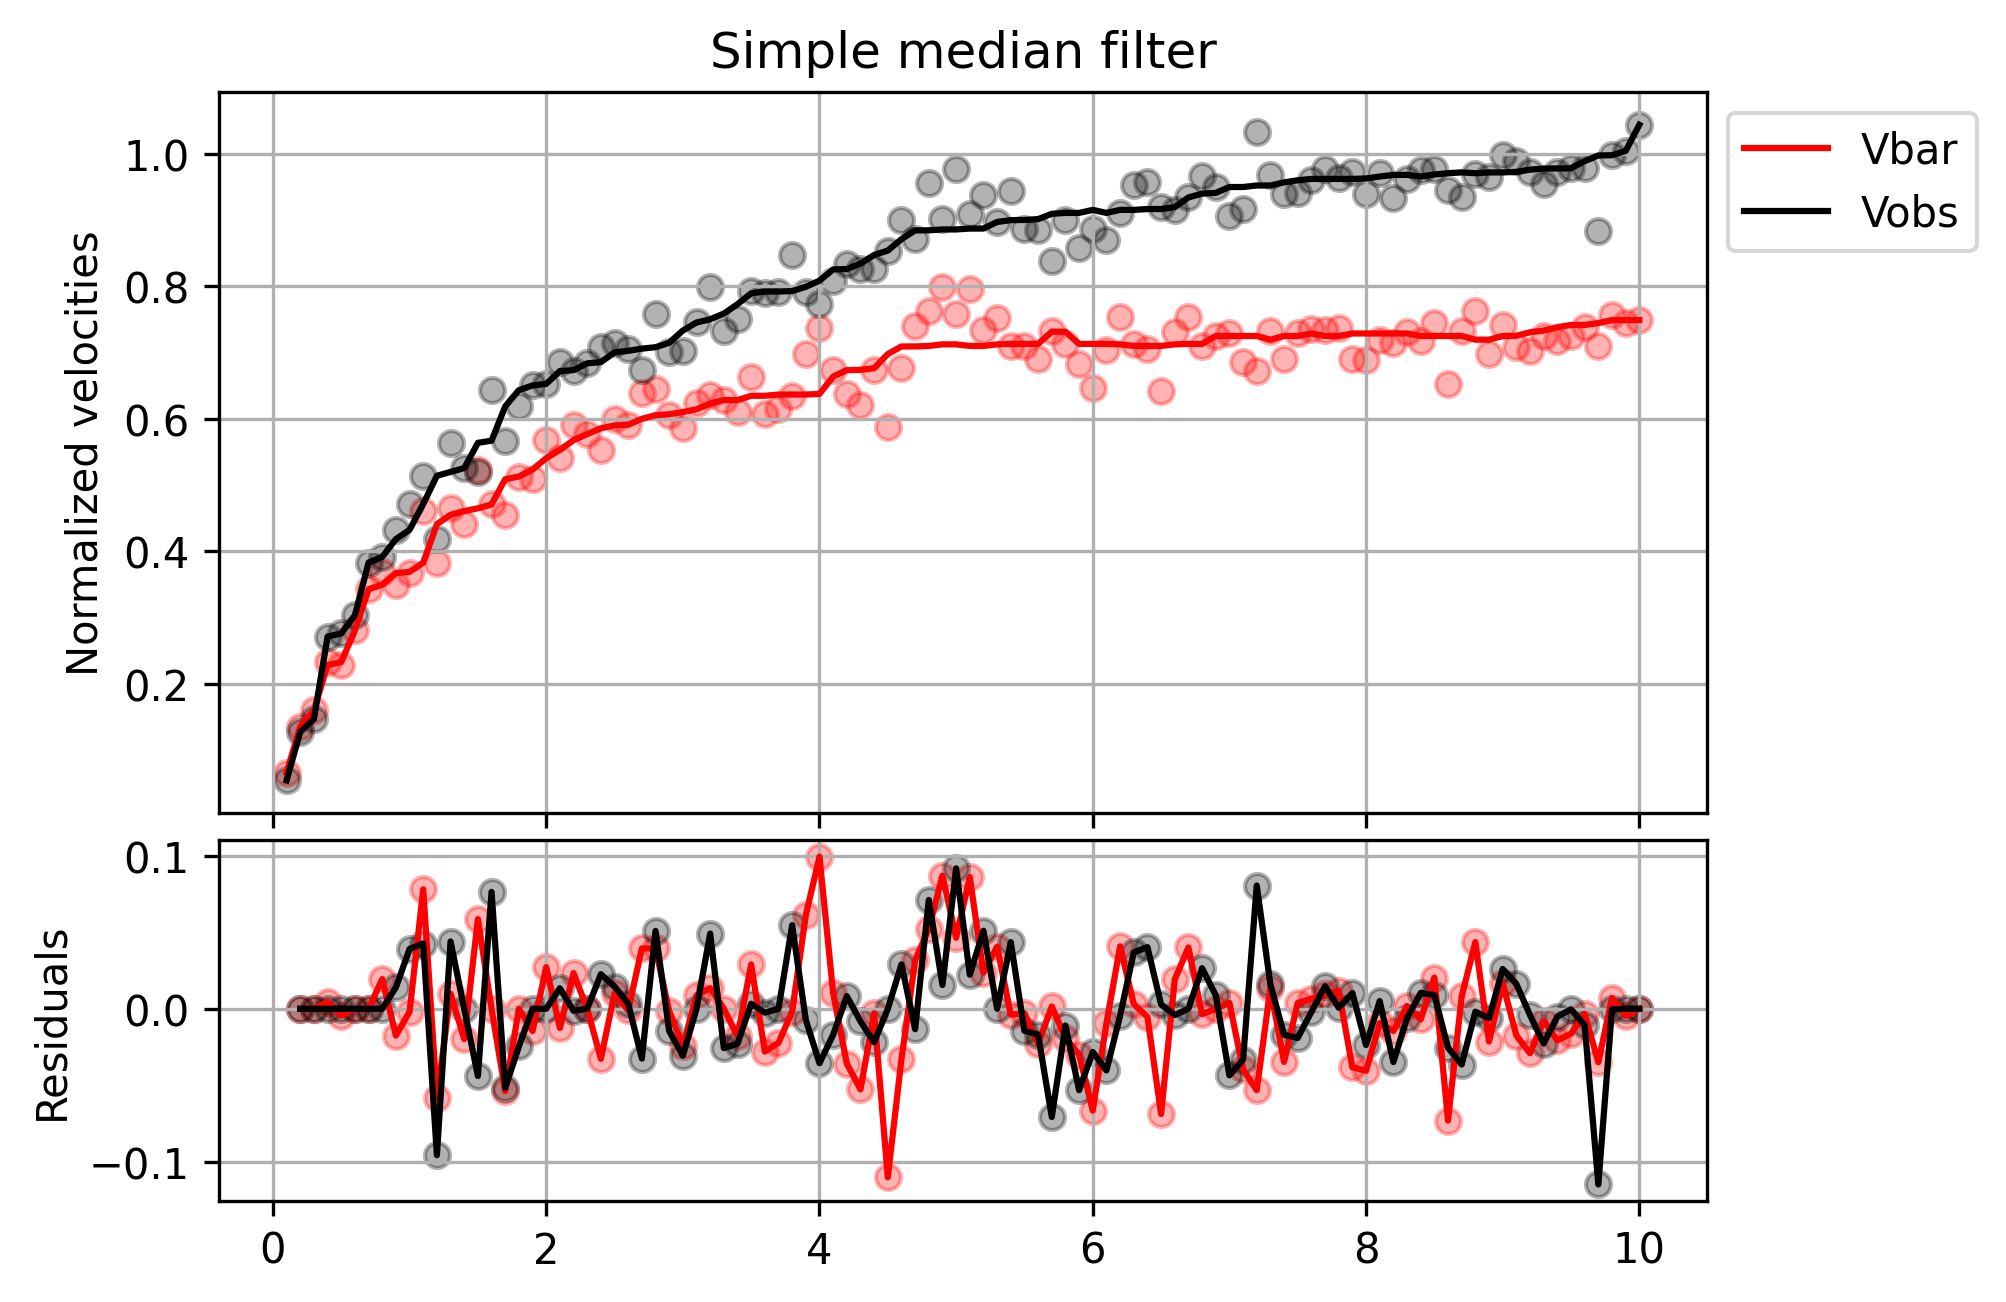 Simple median filter
1.0
0.8
0.6
0.4
0.2
Normalized velocities
Vbar
Vobs
0.1
0.0
−0.1
Residuals
0 2 4 6 8 10